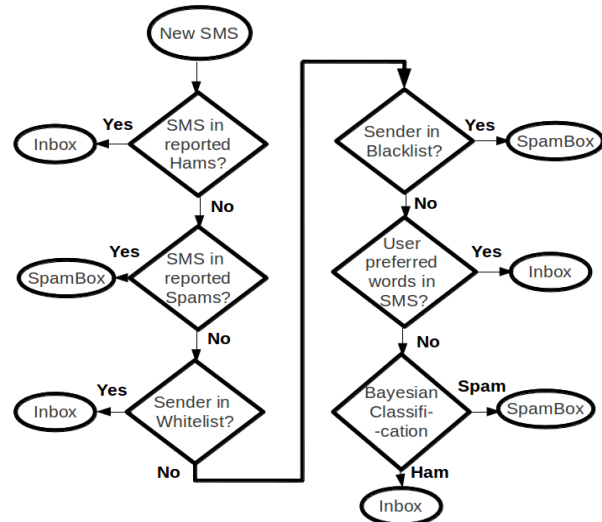 New SMS
SMS in
reported
Hams?
Yes
Inbox
No
SMS in
reported
Spams?
Yes
SpamBox
No
Sender in
Whitelist?
Yes
Inbox
No
Sender in
Blacklist?
Yes
SpamBox
No
User
preferred
words in
SMS?
Yes
Inbox
No
Bayesian
Classifi-
-cation
Spam
SpamBox
Ham
Inbox